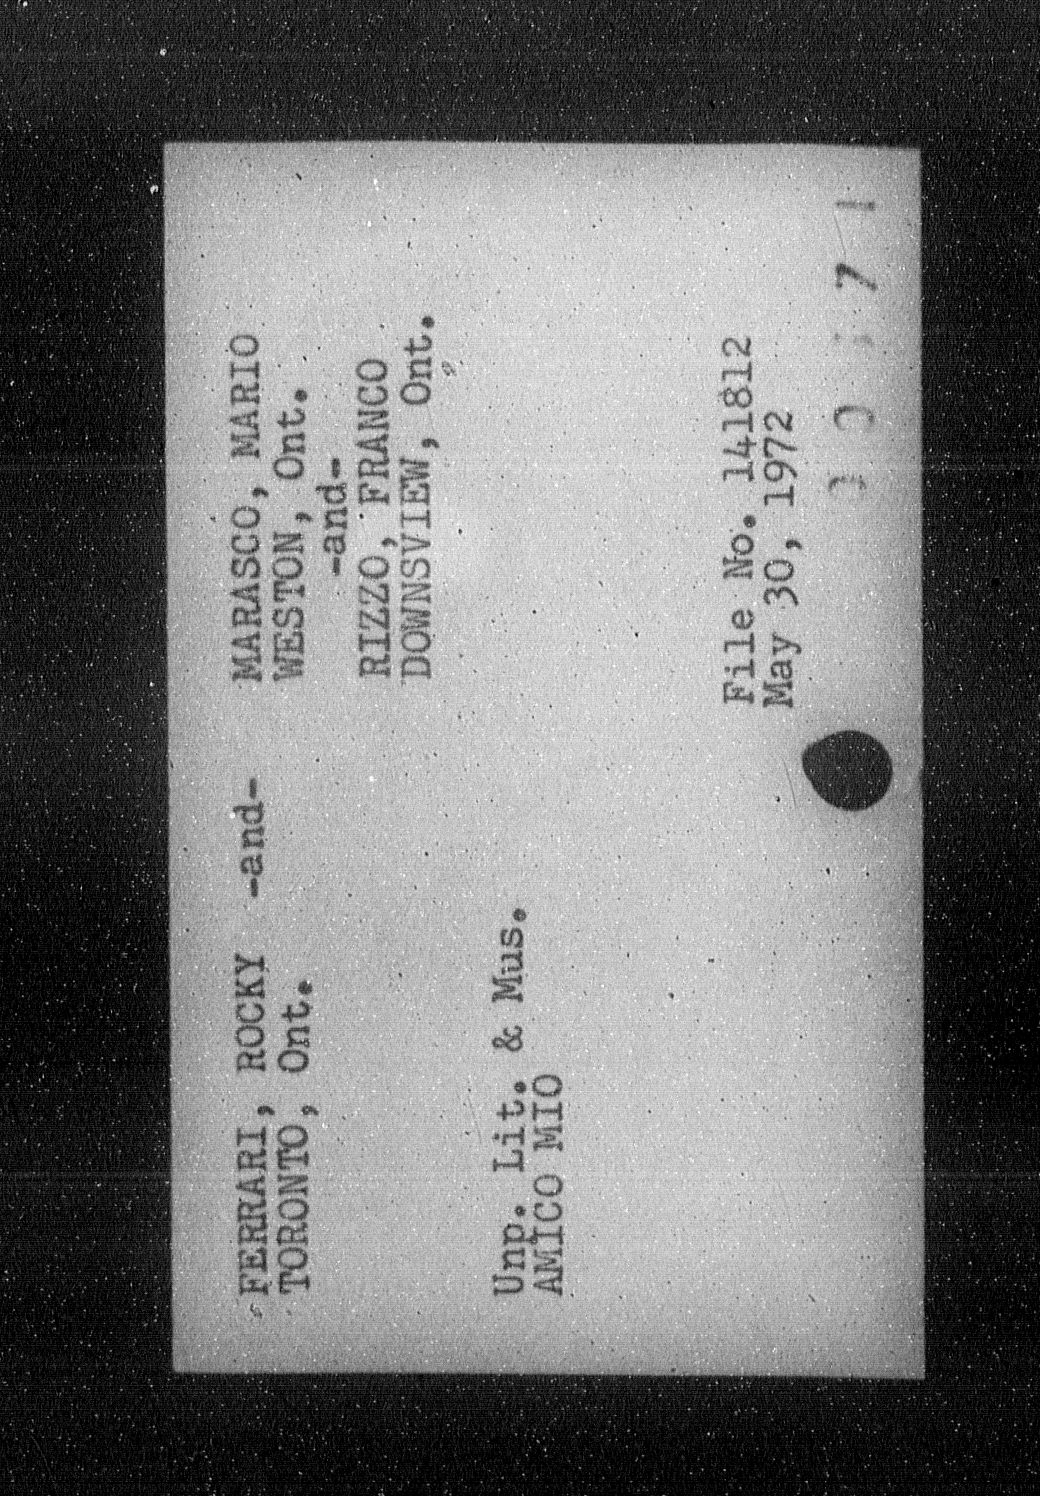 FERRARI, ROCKY -and- MARASCO, MARIO
TORONTO, Ont. WESTON, Ont.
-and-
RIZZO, FRANCO
DOWNSVIEW, Ont.
Unp. Lit. & Mus.
AMICO MIO
File No. 141812
May 30, 1972